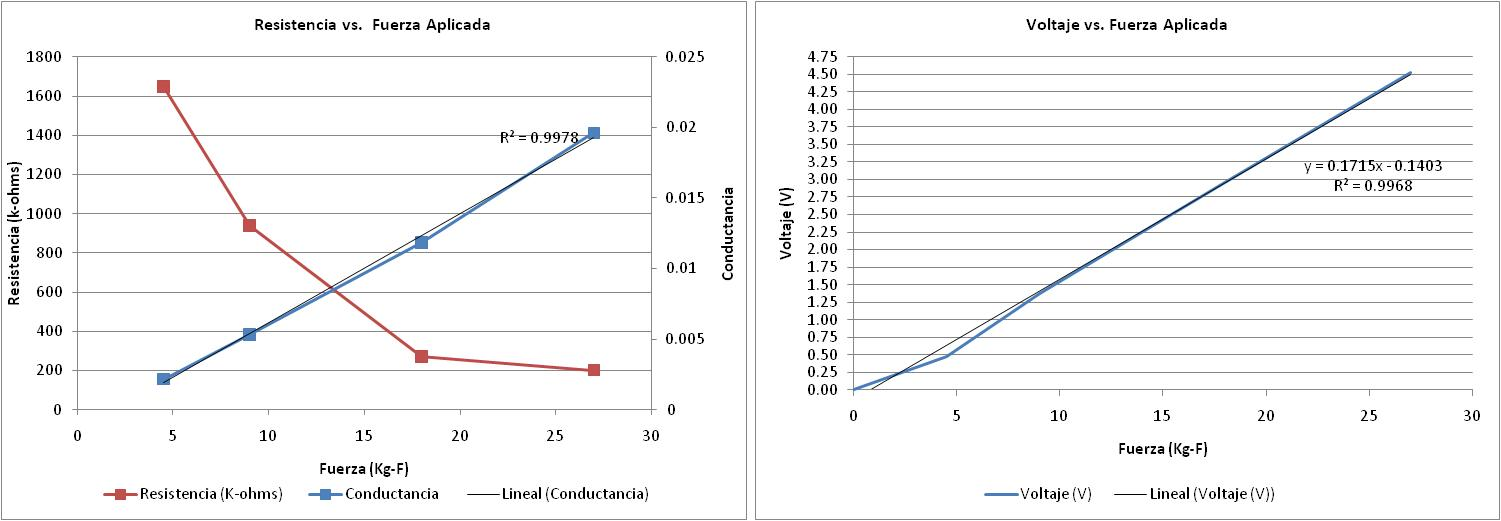 Resistencia vs.  Fuerza Aplicada
1800
1600
1400
1200
1000
800
600
400
200
0
Resistencia (k-ohms)
0.025
0.02
0.015
0.01
0.005
0
Conductancia
R² = 0.9978
0 5 10 15 20 25 30
Fuerza (Kg-F)
Resistencia (K-ohms) Conductancia Lineal (Conductancia)
Voltaje vs. Fuerza Aplicada
4.75
4.50
4.25
4.00
3.75
3.50
3.25
3.00
2.75
2.50
2.25
2.00
1.75
1.50
1.25
1.00
0.75
0.50
0.25
0.00
Voltaje (V)
y = 0.1715x - 0.1403
R² = 0.9968
0 5 10 15 20 25 30
Fuerza (Kg-F)
Voltaje (V) Lineal (Voltaje (V))